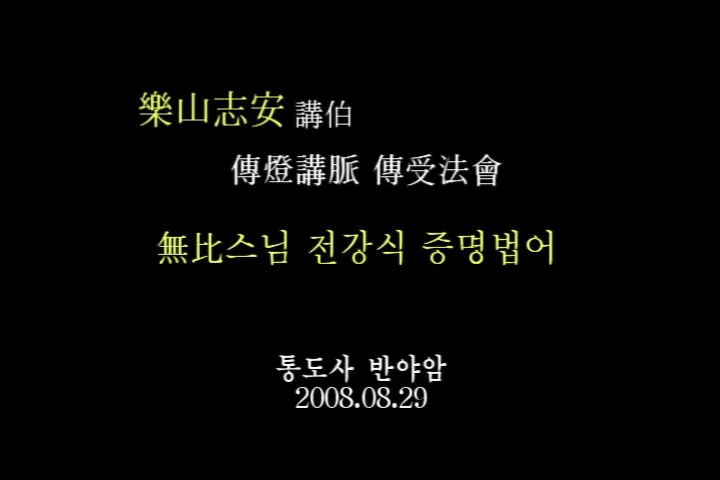 樂山志安 講伯
傳燈講脈 傳受法會
無比스님 전강식 증명법어
통도사 반야암
2008.08.29